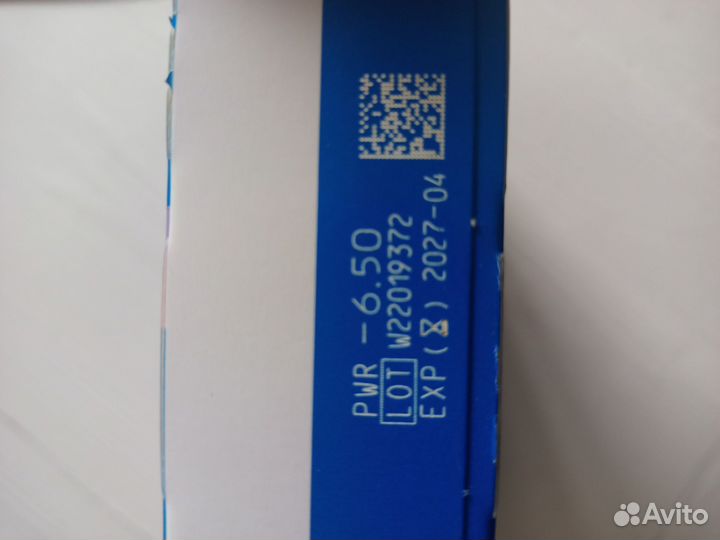 PWR -6.50
LOT W22019372
EXP (⌛) 2027-04
Avito